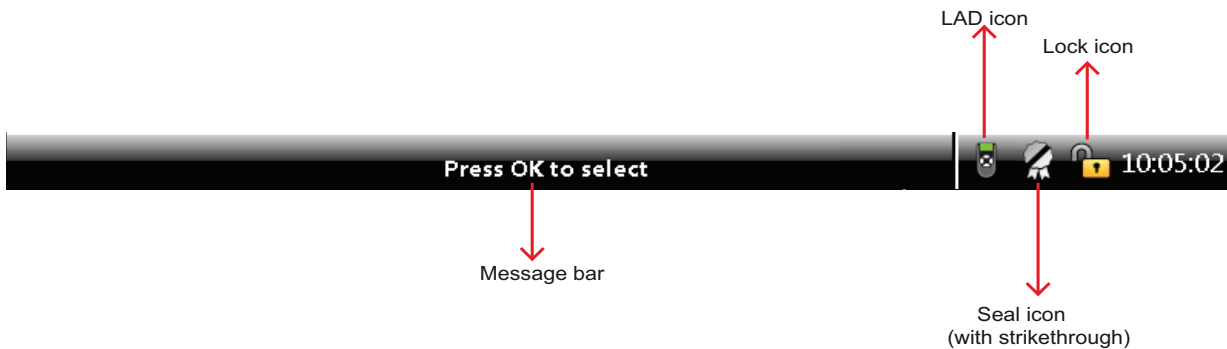 LAD icon
Lock icon
Press OK to select
10:05:02
Message bar
Seal icon
(with strikethrough)